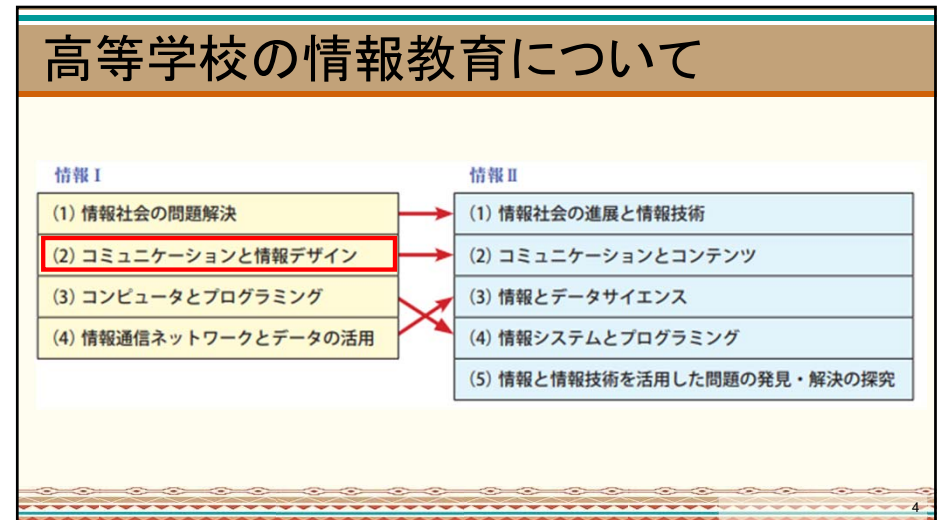 高等学校の情報教育について
情報Ⅰ
(1) 情報社会の問題解決
(2) コミュニケーションと情報デザイン
(3) コンピュータとプログラミング
(4) 情報通信ネットワークとデータの活用
情報Ⅱ
(1) 情報社会の進展と情報技術
(2) コミュニケーションとコンテンツ
(3) 情報とデータサイエンス
(4) 情報システムとプログラミング
(5) 情報と情報技術を活用した問題の発見・解決の探究
4